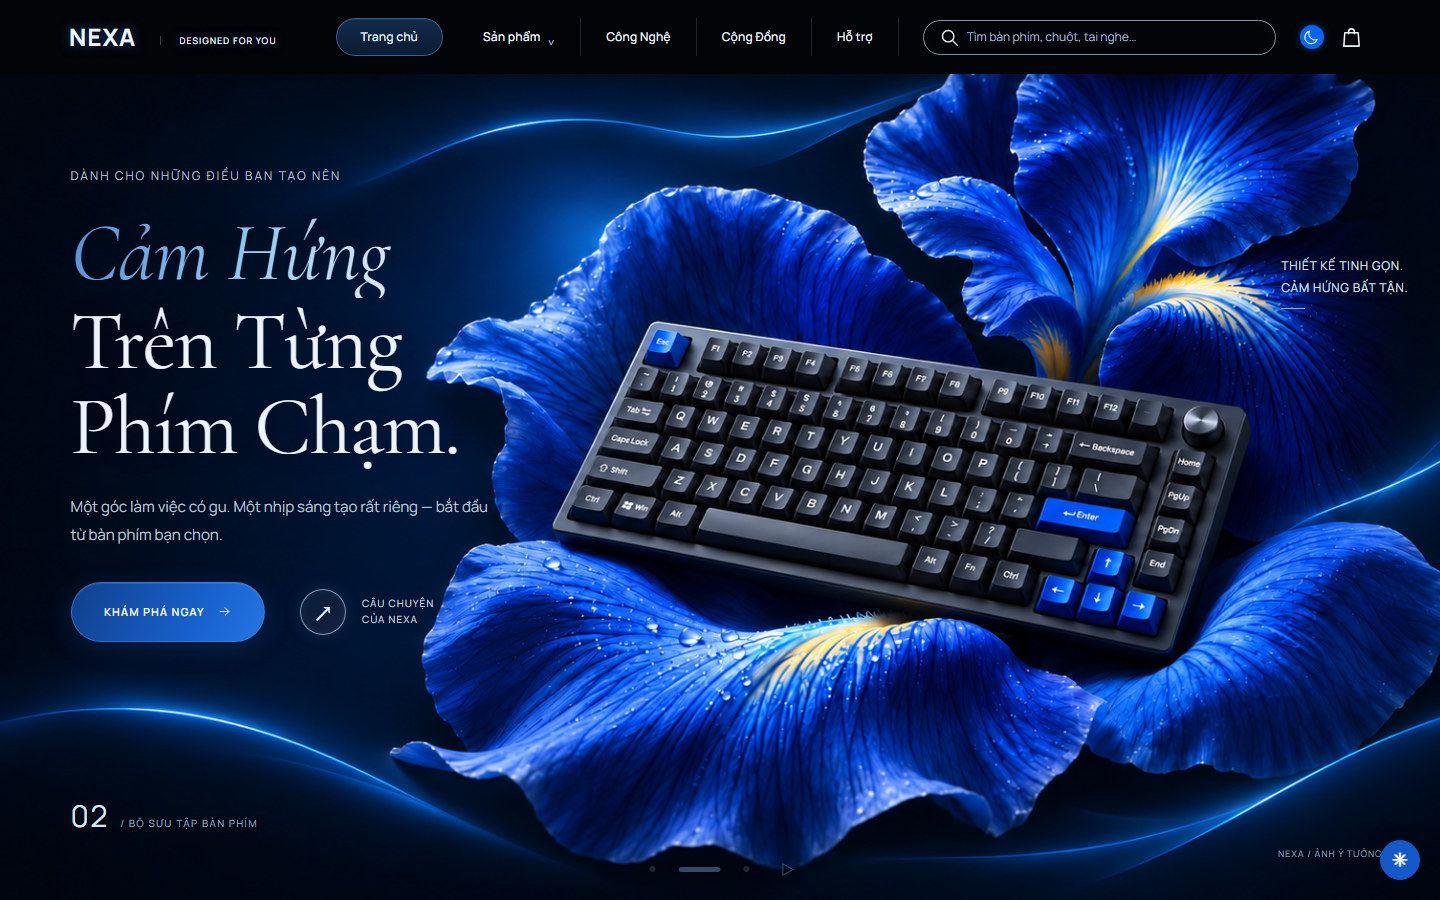 NEXA
DESIGNED FOR YOU
Trang chủ
Sản phẩm
Công Nghệ
Cộng Đồng
Hỗ trợ
Tìm bàn phím, chuột, tai nghe...
DÀNH CHO NHỮNG ĐIỀU BẠN TẠO NÊN
Cảm Hứng
Trên Từng
Phím Chạm.
Một góc làm việc có gu. Một nhịp sáng tạo rất riêng — bắt đầu
từ bàn phím bạn chọn.
KHÁM PHÁ NGAY →
CÂU CHUYỆN
CỦA NEXA
THIẾT KẾ TINH GỌN.
CẢM HỨNG BẤT TẬN.
Esc F1 F2 F3 F4 F5 F6 F7 F8 F9 F10 F11 F12
Backspace
Tab Q W E R T Y U I O P
Caps Lock A S D F G H J K L
Enter
Shift Z X C V B N M
Ctrl Win Alt Alt Fn Ctrl
Home
PgUp
PgDn
End
02 / BỘ SƯU TẬP BÀN PHÍM
NEXA / ẢNH Ý TƯỞNG